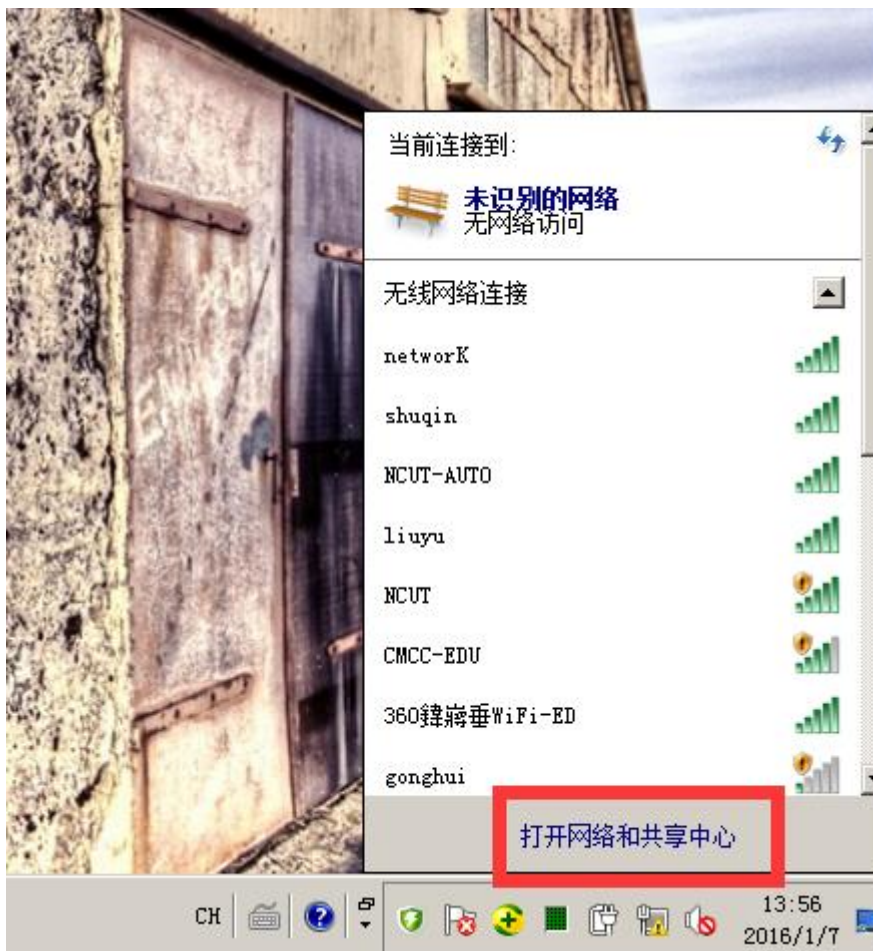 当前连接到:
未识别的网络
无网络访问
无线网络连接
networK
shuqin
NCUT-AUTO
liuyu
NCUT
CMCC-EDU
360鍏嶈垂WiFi-ED
gonghui
打开网络和共享中心
CH
13:56
2016/1/7